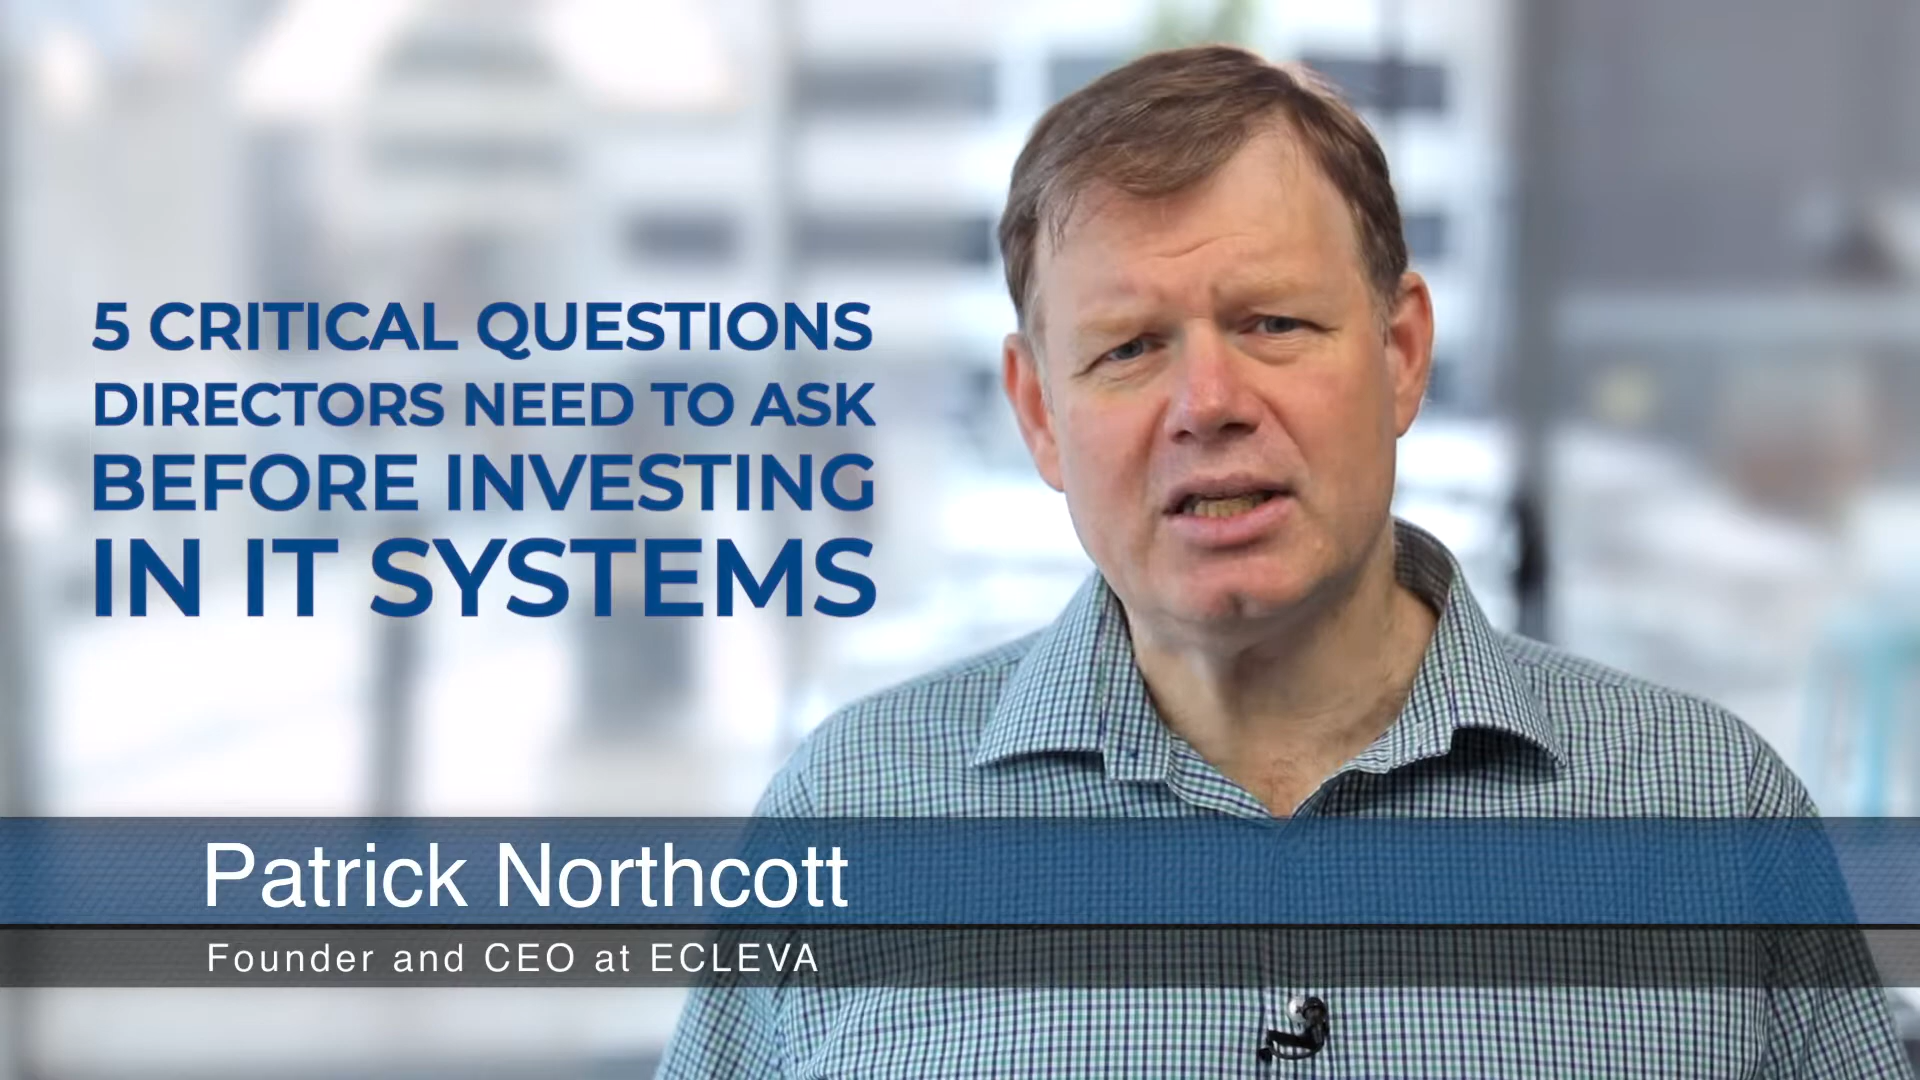 5 CRITICAL QUESTIONS
DIRECTORS NEED TO ASK
BEFORE INVESTING
IN IT SYSTEMS
Patrick Northcott
Founder and CEO at ECLEVA